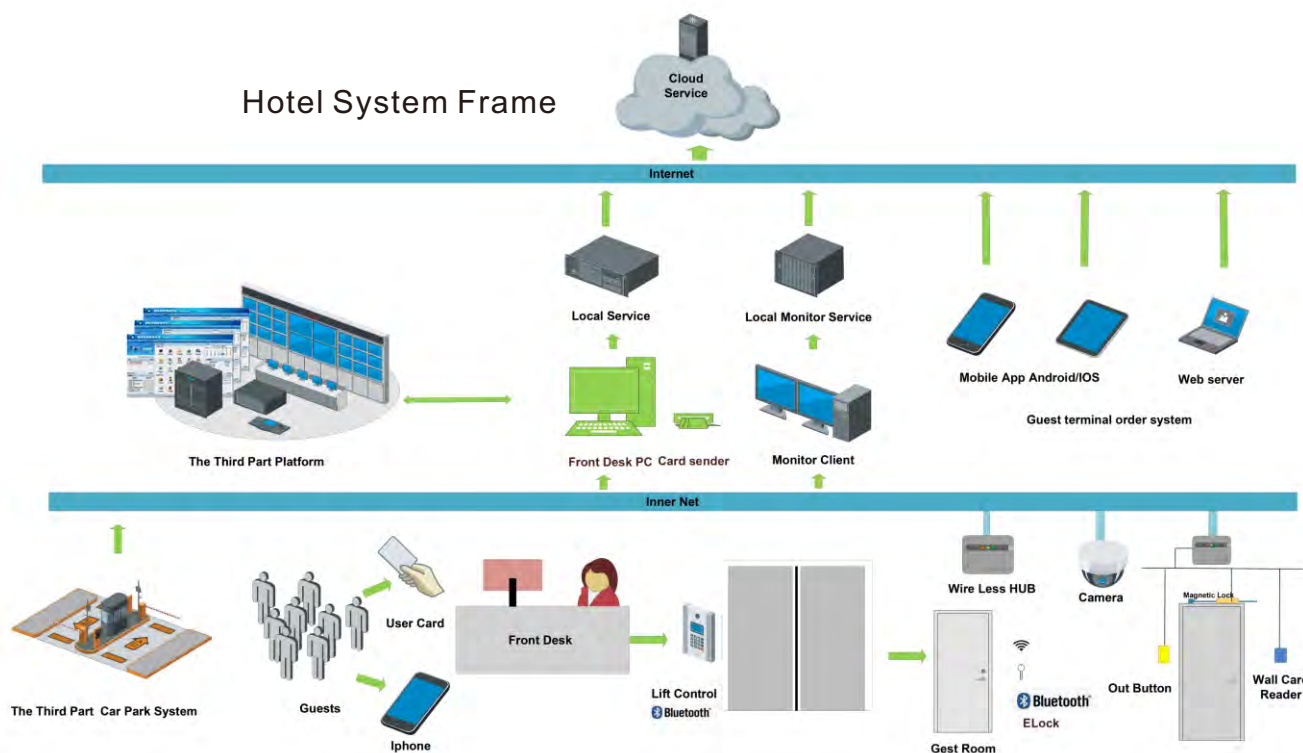 Cloud
Service
Hotel System Frame
Internet
Local Service
Local Monitor Service
Mobile App Android/IOS
Web server
Guest terminal order system
The Third Part Platform
Front Desk PC Card sender
Monitor Client
Inner Net
Wire Less HUB
Camera
Magnetic Lock
User Card
Front Desk
Lift Control
Bluetooth
Out Button
Wall Card
Reader
The Third Part Car Park System
Guests
Iphone
Bluetooth
ELock
Gest Room